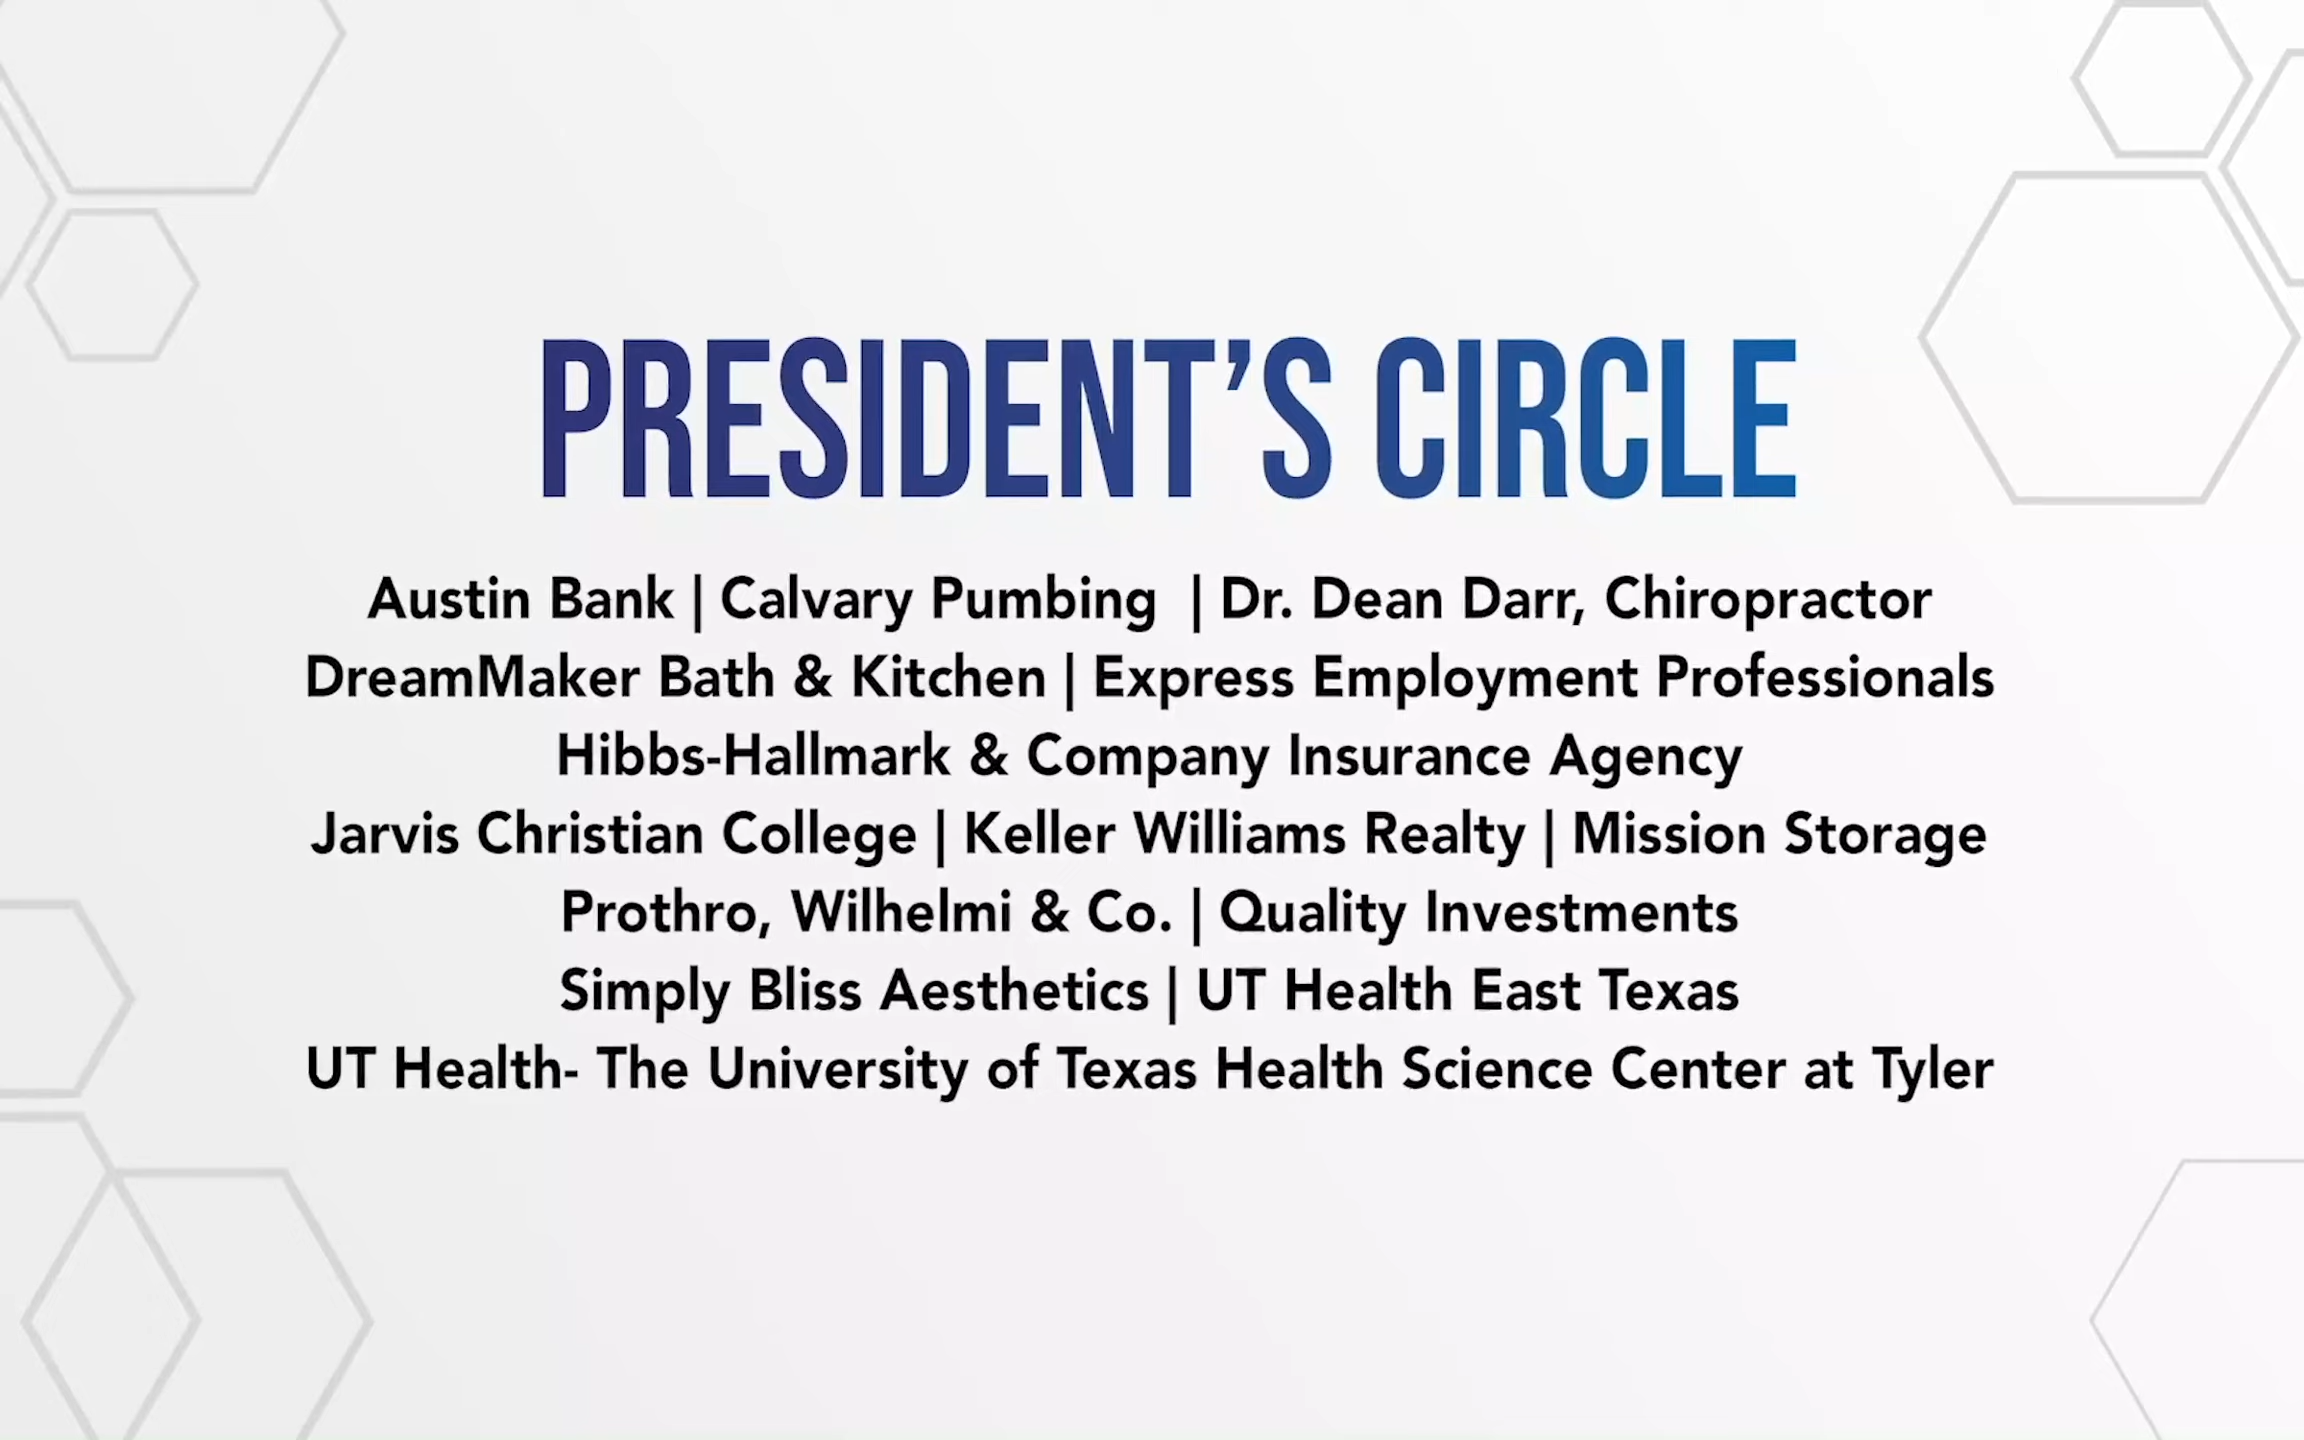 PRESIDENT’S CIRCLE
Austin Bank | Calvary Pumbing | Dr. Dean Darr, Chiropractor
DreamMaker Bath & Kitchen | Express Employment Professionals
Hibbs-Hallmark & Company Insurance Agency
Jarvis Christian College | Keller Williams Realty | Mission Storage
Prothro, Wilhelmi & Co. | Quality Investments
Simply Bliss Aesthetics | UT Health East Texas
UT Health- The University of Texas Health Science Center at Tyler